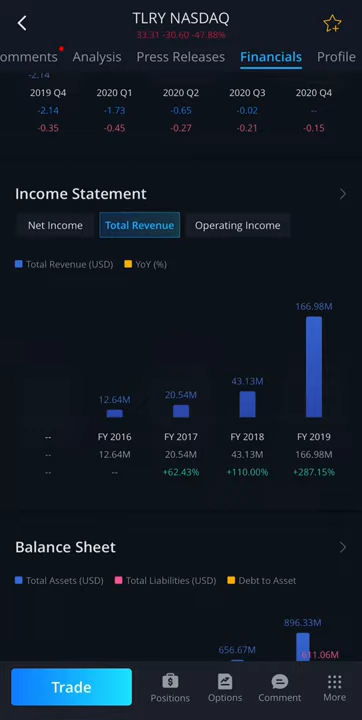 TLRY NASDAQ
33.31 -30.60 -47.88%
omments Analysis Press Releases Financials Profile
-2.14
2019 Q4 2020 Q1 2020 Q2 2020 Q3 2020 Q4
-2.14 -1.73 -0.65 -0.02 --
-0.35 -0.45 -0.27 -0.21 -0.15
Income Statement
Net Income Total Revenue Operating Income
Total Revenue (USD) YoY (%)
166.98M
43.13M
20.54M
12.64M
-- FY 2016 FY 2017 FY 2018 FY 2019
-- 12.64M 20.54M 43.13M 166.98M
-- -- +62.43% +110.00% +287.15%
Balance Sheet
Total Assets (USD) Total Liabilities (USD) Debt to Asset
896.33M
656.67M 611.06M
Trade Positions Options Comment More